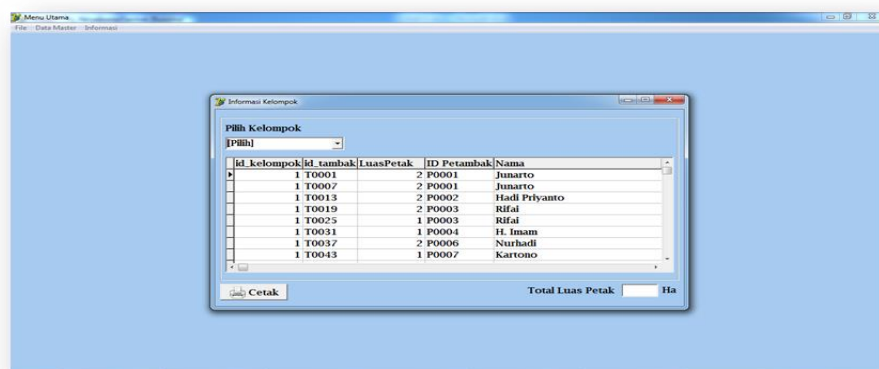 Menu Utama
File Data Master Informasi
Informasi Kelompok
Pilih Kelompok
[Pilih]
id_kelompok id_tambak LuasPetak ID Petambak Nama
1 T0001 2 P0001 Junarto
1 T0007 2 P0001 Junarto
1 T0013 2 P0002 Hadi Priyanto
1 T0019 2 P0003 Rifai
1 T0025 1 P0003 Rifai
1 T0031 1 P0004 H. Imam
1 T0037 2 P0006 Nurhadi
1 T0043 1 P0007 Kartono
Cetak Total Luas Petak Ha